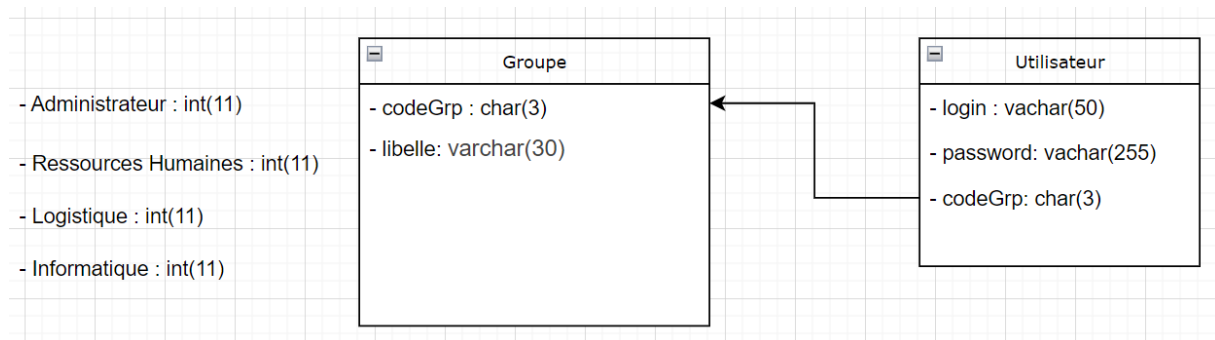 - Administrateur : int(11)
- Ressources Humaines : int(11)
- Logistique : int(11)
- Informatique : int(11)
Groupe
- codeGrp : char(3)
- libelle: varchar(30)
Utilisateur
- login : vachar(50)
- password: vachar(255)
- codeGrp: char(3)